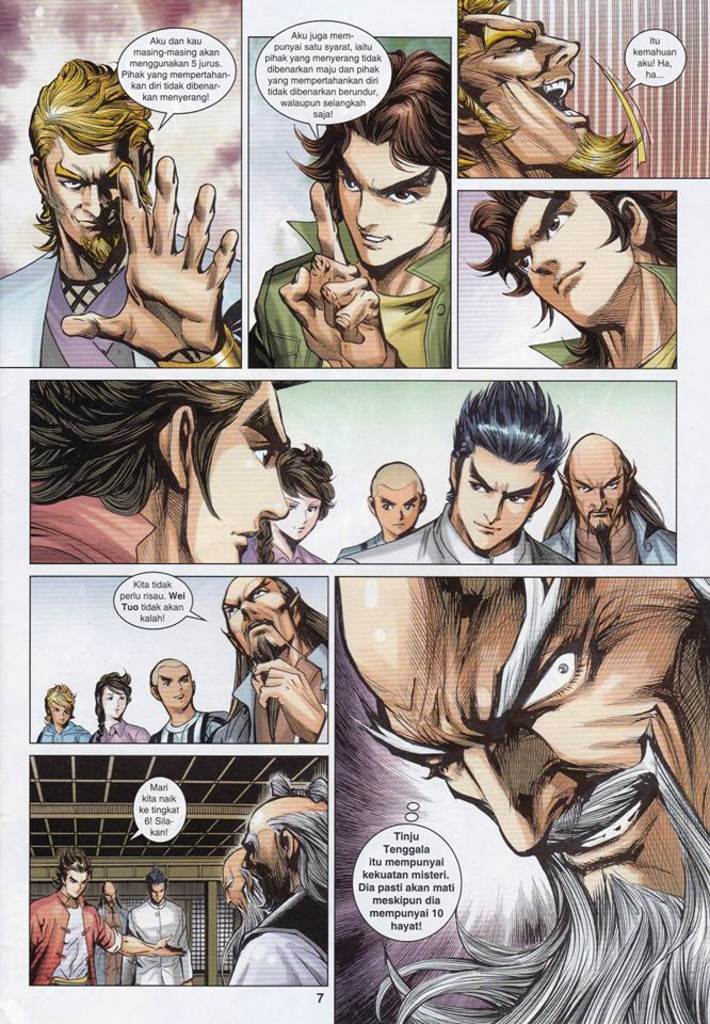 Aku dan kau
masing-masing akan
menggunakan 5 jurus.
Pihak yang mempertahan-
kan diri tidak dibenar-
kan menyerang!
Aku juga mem-
punyai satu syarat, iaitu
pihak yang menyerang tidak
dibenarkan maju dan pihak
yang mempertahankan diri
tidak dibenarkan berundur,
walaupun selangkah
saja!
Itu
kemahuan
aku! Ha,
ha...
Kita tidak
perlu risau. Wei
Tuo tidak akan
kalah!
Mari
kita naik
ke tingkat
6! Sila-
kan!
Tinju
Tenggala
itu mempunyai
kekuatan misteri.
Dia pasti akan mati
meskipun dia
mempunyai 10
hayat!
7